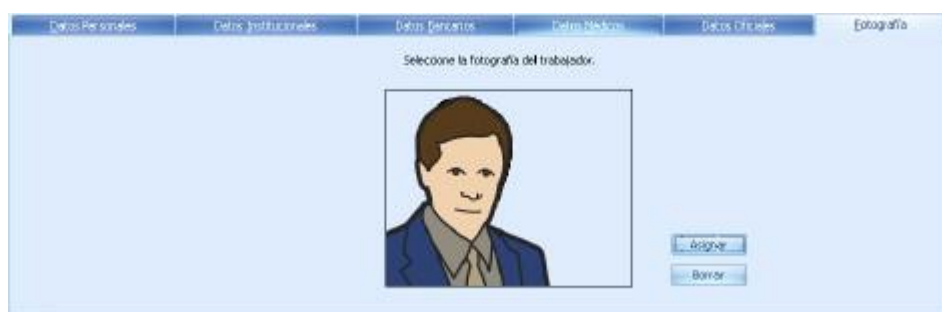 Datos Personales Datos Institucionales Datos Bancarios Datos Médicos Datos Oficiales Fotografía
Seleccione la fotografía del trabajador.
Asignar
Borrar